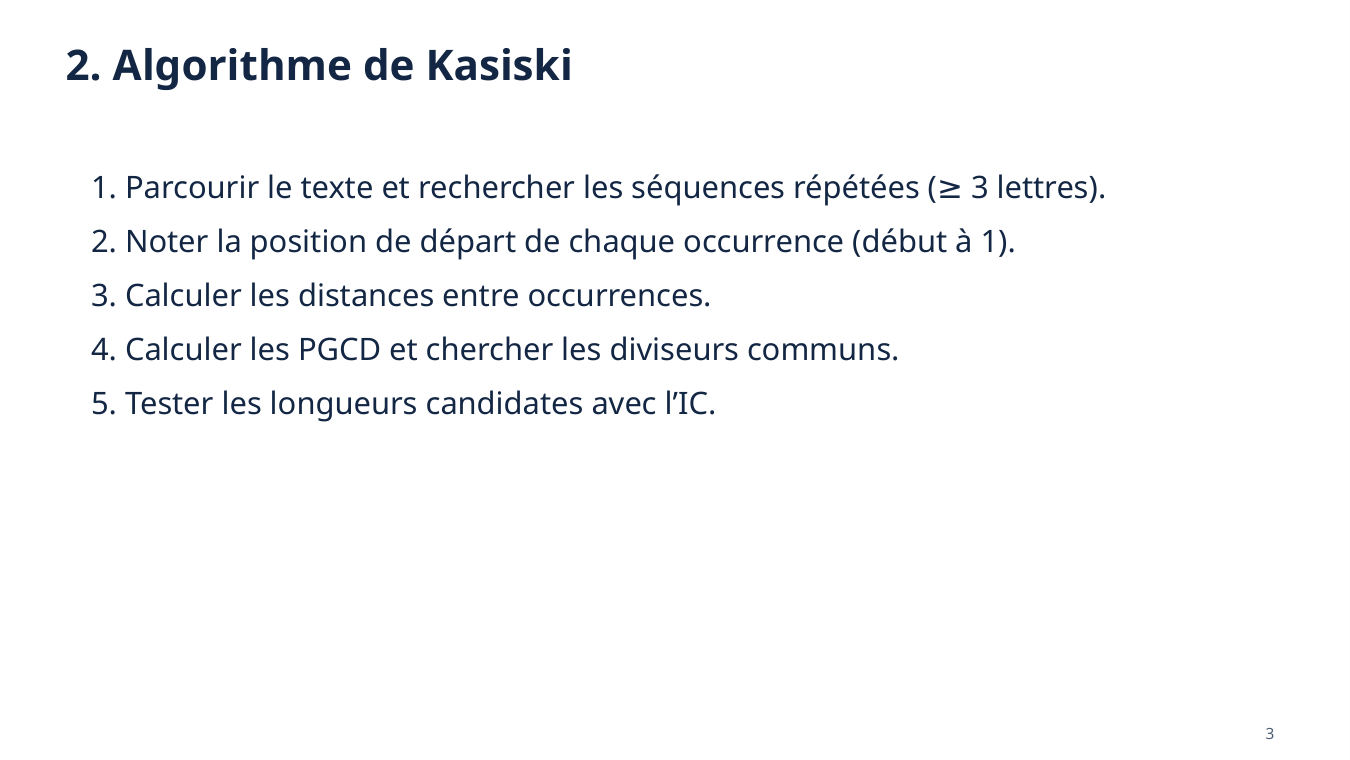 2. Algorithme de Kasiski
1. Parcourir le texte et rechercher les séquences répétées (≥ 3 lettres).
2. Noter la position de départ de chaque occurrence (début à 1).
3. Calculer les distances entre occurrences.
4. Calculer les PGCD et chercher les diviseurs communs.
5. Tester les longueurs candidates avec l’IC.
3